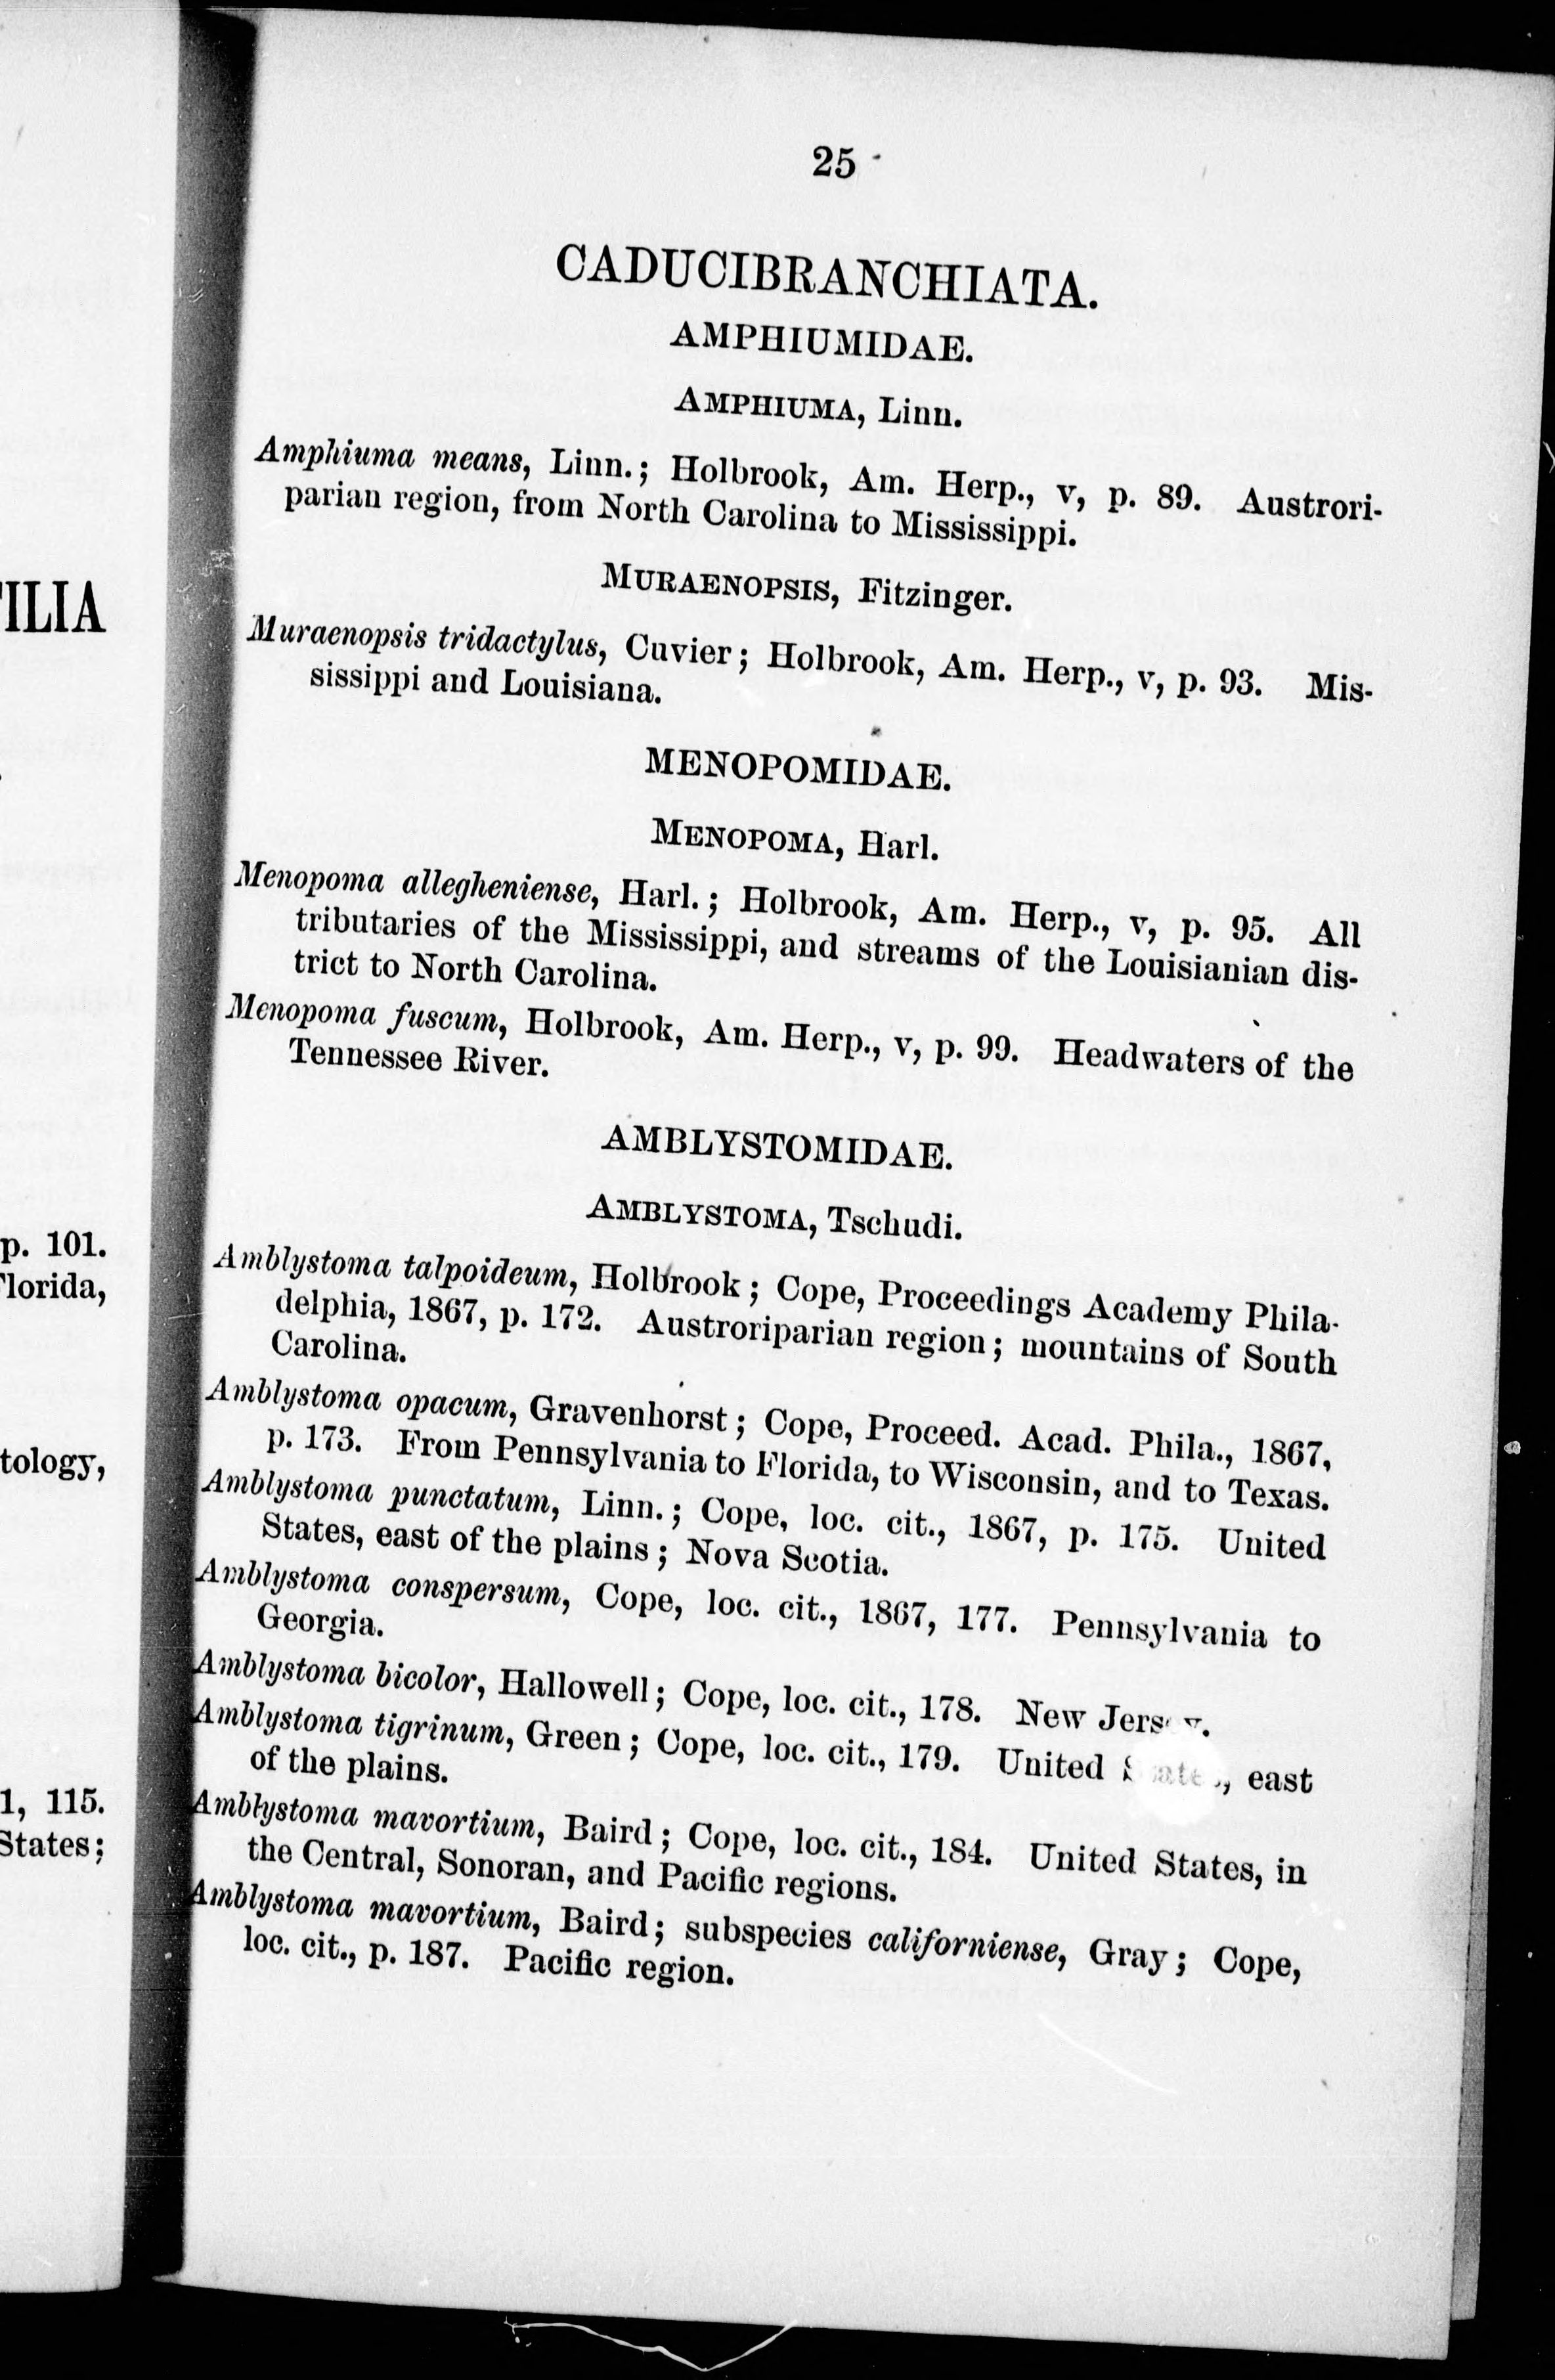 25
CADUCIBRANCHIATA.
AMPHIUMIDAE.
AMPHIUMA, Linn.
Amphiuma means, Linn.; Holbrook, Am. Herp., v, p. 89. Austrori-
parian region, from North Carolina to Mississippi.
MURAENOPSIS, Fitzinger.
Muraenopsis tridactylus, Cuvier; Holbrook, Am. Herp., v, p. 93. Mis-
sissippi and Louisiana.
MENOPOMIDAE.
MENOPOMA, Harl.
Menopoma allegheniense, Harl.; Holbrook, Am. Herp., v, p. 95. All
tributaries of the Mississippi, and streams of the Louisianian dis-
trict to North Carolina.
Menopoma fuscum, Holbrook, Am. Herp., v, p. 99. Headwaters of the
Tennessee River.
AMBLYSTOMIDAE.
AMBLYSTOMA, Tschudi.
Amblystoma talpoideum, Holbrook; Cope, Proceedings Academy Phila-
delphia, 1867, p. 172. Austroriparian region; mountains of South
Carolina.
Amblystoma opacum, Gravenhorst; Cope, Proceed. Acad. Phila., 1867,
p. 173. From Pennsylvania to Florida, to Wisconsin, and to Texas.
Amblystoma punctatum, Linn.; Cope, loc. cit., 1867, p. 175. United
States, east of the plains; Nova Scotia.
Amblystoma conspersum, Cope, loc. cit., 1867, 177. Pennsylvania to
Georgia.
Amblystoma bicolor, Hallowell; Cope, loc. cit., 178. New Jersey.
Amblystoma tigrinum, Green; Cope, loc. cit., 179. United States, east
of the plains.
Amblystoma mavortium, Baird; Cope, loc. cit., 184. United States, in
the Central, Sonoran, and Pacific regions.
Amblystoma mavortium, Baird; subspecies californiense, Gray; Cope,
loc. cit., p. 187. Pacific region.
ILIA
p. 101.
lorida,
tology,
1, 115.
States;